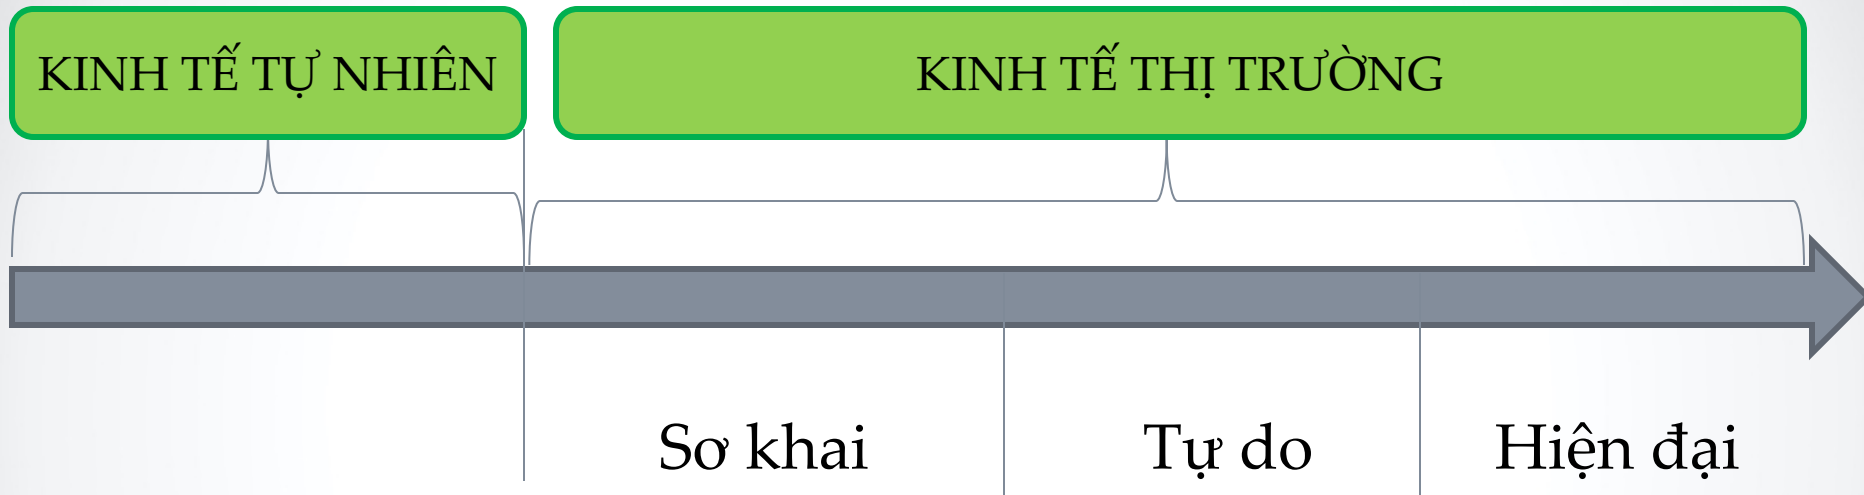 KINH TẾ TỰ NHIÊN
KINH TẾ THỊ TRƯỜNG
Sơ khai
Tự do
Hiện đại